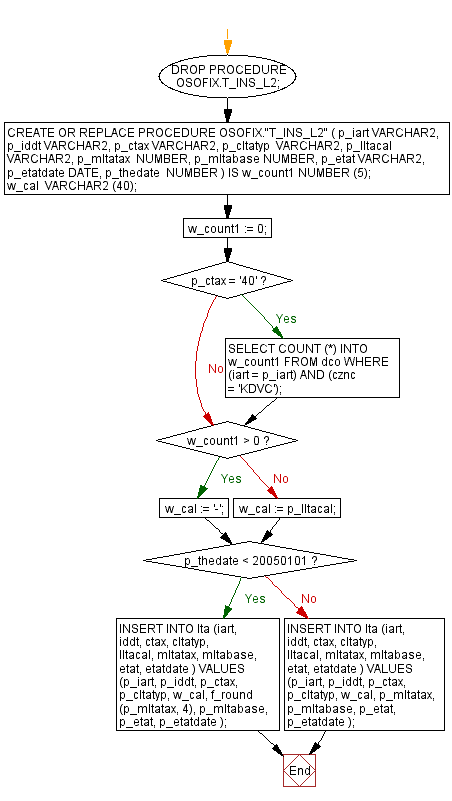 DROP PROCEDURE
OSOFIX.T_INS_L2;
CREATE OR REPLACE PROCEDURE OSOFIX."T_INS_L2" ( p_iart VARCHAR2,
p_iddt VARCHAR2, p_ctax VARCHAR2, p_cltatyp  VARCHAR2, p_lltacal
VARCHAR2, p_mltatax  NUMBER, p_mltabase NUMBER, p_etat VARCHAR2,
p_etatdate DATE, p_thedate  NUMBER ) IS w_count1 NUMBER (5);
w_cal  VARCHAR2 (40);
w_count1 := 0;
p_ctax = '40' ?
Yes
SELECT COUNT (*) INTO
w_count1 FROM dco WHERE
(iart = p_iart) AND (cznc
= 'KDVC');
No
w_count1 > 0 ?
Yes
No
w_cal := '-';
w_cal := p_lltacal;
p_thedate < 20050101 ?
Yes
No
INSERT INTO lta (iart,
iddt, ctax, cltatyp,
lltacal, mltatax, mltabase,
etat, etatdate ) VALUES
(p_iart, p_iddt, p_ctax,
p_cltatyp, w_cal, f_round
(p_mltatax, 4), p_mltabase,
p_etat, p_etatdate );
INSERT INTO lta (iart,
iddt, ctax, cltatyp,
lltacal, mltatax, mltabase,
etat, etatdate ) VALUES
(p_iart, p_iddt, p_ctax,
p_cltatyp, w_cal, p_mltatax,
p_mltabase, p_etat,
p_etatdate );
End